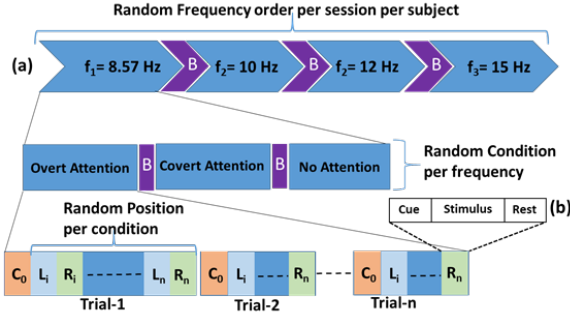 Random Frequency order per session per subject
(a)
f₁= 8.57 Hz B f₂= 10 Hz B f₂= 12 Hz B f₃= 15 Hz
Overt Attention B Covert Attention B No Attention
Random Condition
per frequency
Random Position
per condition
Cue Stimulus Rest (b)
C₀ Lᵢ Rᵢ Lₙ Rₙ C₀ Lᵢ Rₙ C₀ Lᵢ Rₙ
Trial-1 Trial-2 Trial-n